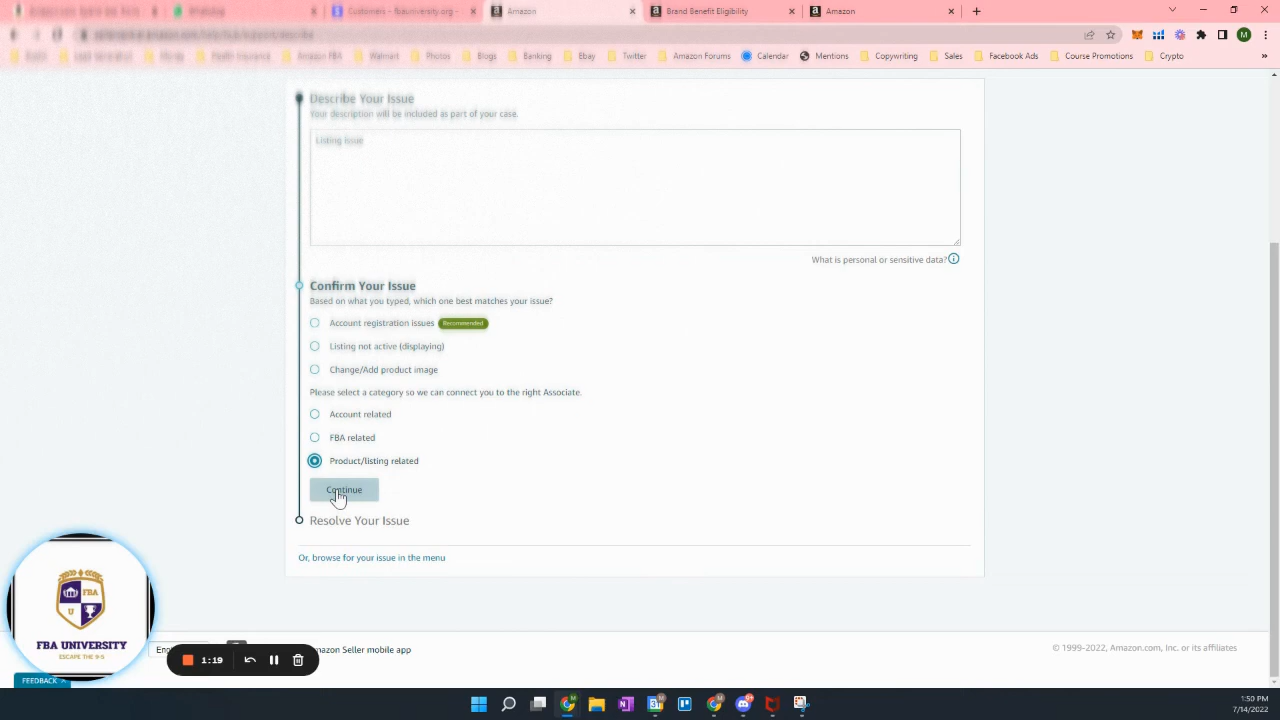 WhatsApp
Customers – fbauniversity.org -
Amazon
Brand Benefit Eligibility
Amazon
M
Health Insurance
Amazon FBA
Walmart
Photos
Blogs
Banking
Ebay
Twitter
Amazon Forums
Calendar
Mentions
Copywriting
Sales
Facebook Ads
Course Promotions
Crypto
»
Describe Your Issue
Your description will be included as part of your case.
Listing Issue
What is personal or sensitive data?
Confirm Your Issue
Based on what you typed, which one best matches your issue?
Account registration issues Recommended
Listing not active (displaying)
Change/Add product image
Please select a category so we can connect you to the right Associate.
Account related
FBA related
Product/listing related
Continue
Resolve Your Issue
Or, browse for your issue in the menu
FBA
U
FBA UNIVERSITY
ESCAPE THE 9-5
1:19
Seller mobile app
© 1999-2022, Amazon.com, Inc. or its affiliates
FEEDBACK
1:50 PM
7/14/2022